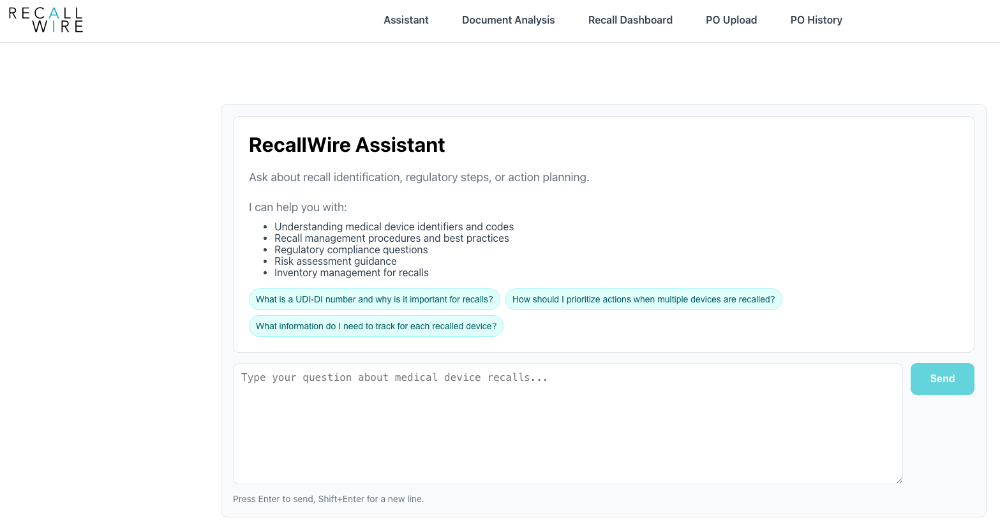 RECALL
WIRE
Assistant Document Analysis Recall Dashboard PO Upload PO History
RecallWire Assistant
Ask about recall identification, regulatory steps, or action planning.
I can help you with:
• Understanding medical device identifiers and codes
• Recall management procedures and best practices
• Regulatory compliance questions
• Risk assessment guidance
• Inventory management for recalls
What is a UDI-DI number and why is it important for recalls? How should I prioritize actions when multiple devices are recalled?
What information do I need to track for each recalled device?
Type your question about medical device recalls...
Send
Press Enter to send, Shift+Enter for a new line.